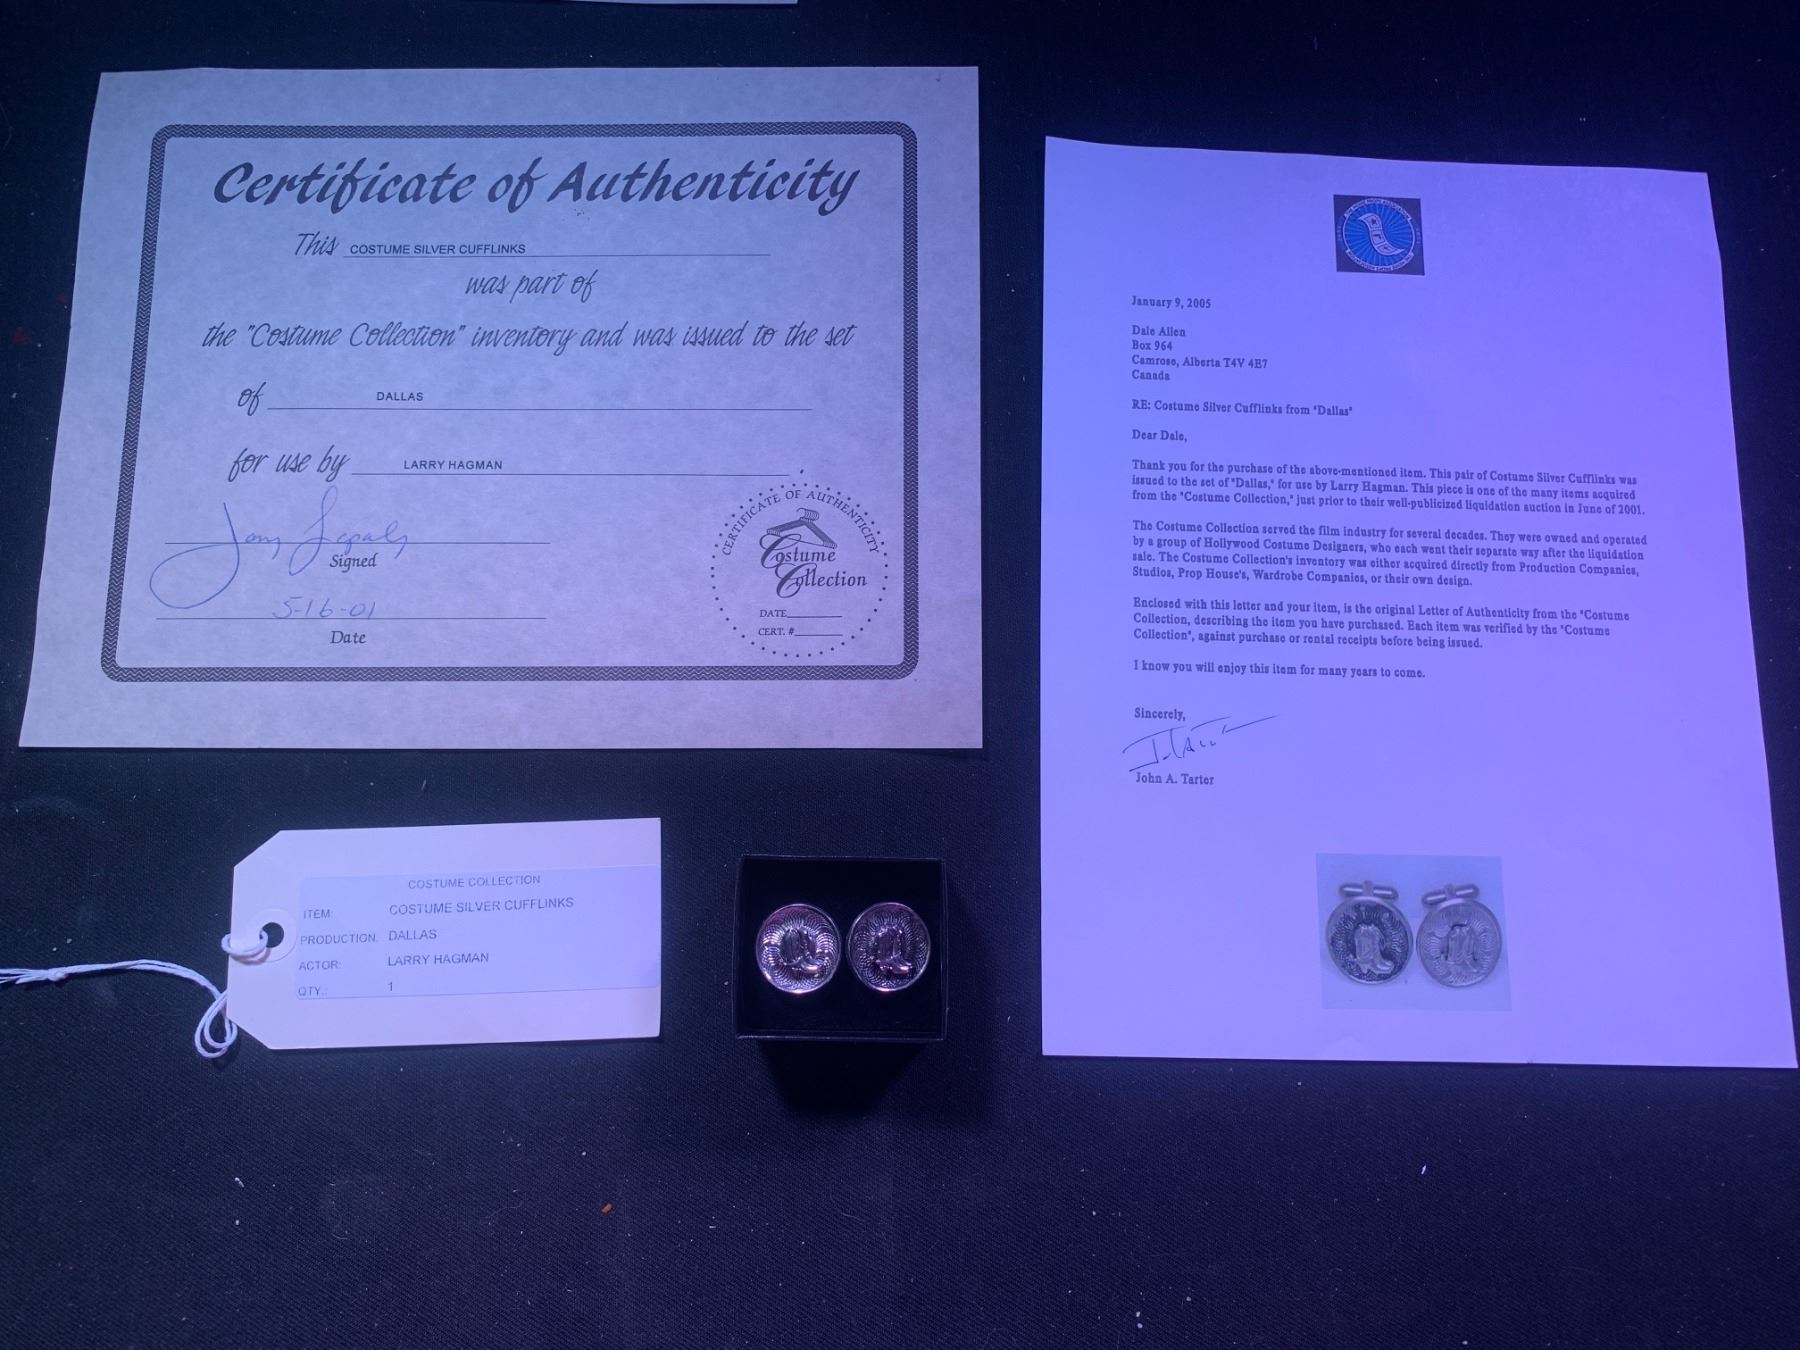 Certificate of Authenticity
This COSTUME SILVER CUFFLINKS
was part of
the "Costume Collection" inventory and was issued to the set
of DALLAS
for use by LARRY HAGMAN
Signed
5-16-01
Date
CERTIFICATE OF AUTHENTICITY
Costume
Collection
DATE
CERT. #
COSTUME COLLECTION
ITEM: COSTUME SILVER CUFFLINKS
PRODUCTION: DALLAS
ACTOR: LARRY HAGMAN
QTY.: 1
January 9, 2005
Dale Allen
Box 964
Camrose, Alberta T4V 4E7
Canada
RE: Costume Silver Cufflinks from "Dallas"
Dear Dale,
Thank you for the purchase of the above-mentioned item. This pair of Costume Silver Cufflinks was
issued to the set of "Dallas," for use by Larry Hagman. This piece is one of the many items acquired
from the "Costume Collection," just prior to their well-publicized liquidation auction in June of 2001.
The Costume Collection served the film industry for several decades. They were owned and operated
by a group of Hollywood Costume Designers, who each went their separate way after the liquidation
sale. The Costume Collection's inventory was either acquired directly from Production Companies,
Studios, Prop House's, Wardrobe Companies, or their own design.
Enclosed with this letter and your item, is the original Letter of Authenticity from the "Costume
Collection, describing the item you have purchased. Each item was verified by the "Costume
Collection", against purchase or rental receipts before being issued.
I know you will enjoy this item for many years to come.
Sincerely,
John A. Tarter